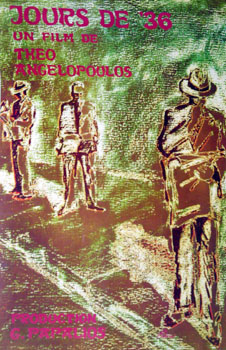 JOURS DE '36
UN FILM DE
THEO
ANGELOPOULOS
PRODUCTION
G. PAPALIOS